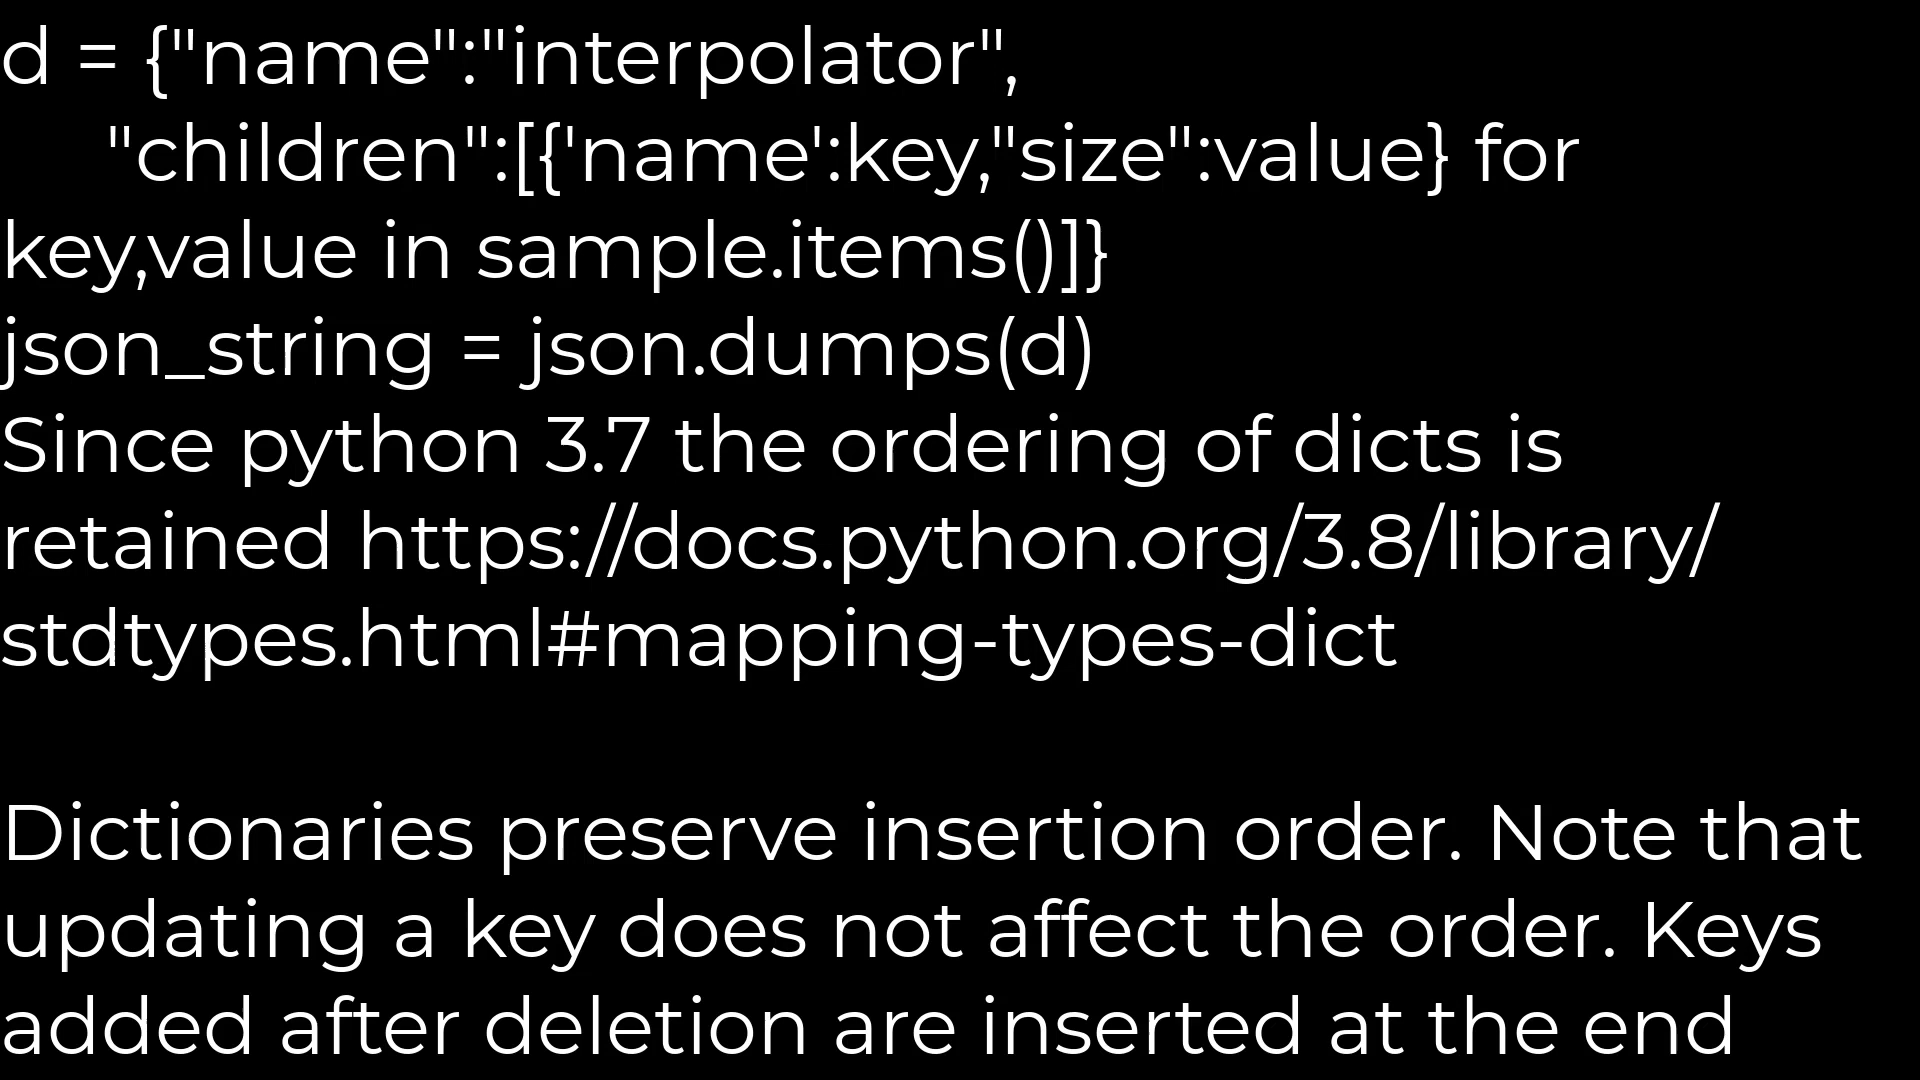 d = {"name":"interpolator",
"children":[{'name':key,"size":value} for
key,value in sample.items()]}
json_string = json.dumps(d)
Since python 3.7 the ordering of dicts is
retained https://docs.python.org/3.8/library/
stdtypes.html#mapping-types-dict
Dictionaries preserve insertion order. Note that
updating a key does not affect the order. Keys
added after deletion are inserted at the end